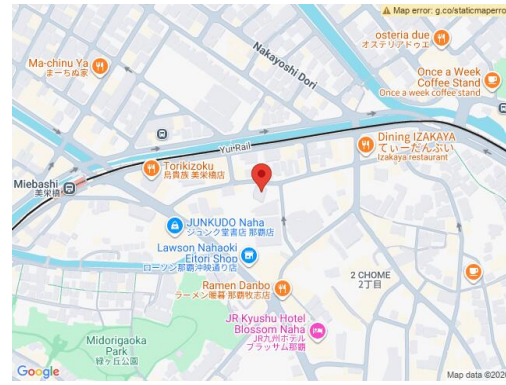 Map error: g.co/staticmaperro
osteria due
オステリアドゥエ
Ma-chinu Ya
まーちぬ家
Nakayoshi Dori
Once a Week
Coffee Stand
Once a week coffee stand
Dining IZAKAYA
てぃーだんぶい
Izakaya restaurant
Yui Rail
Torikizoku
鳥貴族 美栄橋店
Miebashi
美栄橋
JUNKUDO Naha
ジュンク堂書店 那覇店
Lawson Nahaoki
Eitori Shop
ローソン那覇沖映通り店
2 CHOME
2丁目
Ramen Danbo
ラーメン暖暮 那覇牧志店
JR Kyushu Hotel
Blossom Naha
JR九州ホテル
ブラッサム那覇
Midorigaoka
Park
緑ヶ丘公園
Google
Map data ©202